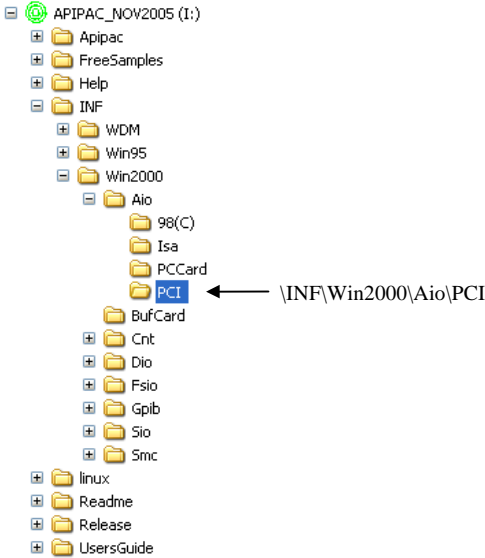 APIPAC_NOV2005 (I:)
Apipac
FreeSamples
Help
INF
WDM
Win95
Win2000
Aio
98(C)
Isa
PCCard
PCI \INF\Win2000\Aio\PCI
BufCard
Cnt
Dio
Fsio
Gpib
Sio
Smc
linux
Readme
Release
UsersGuide